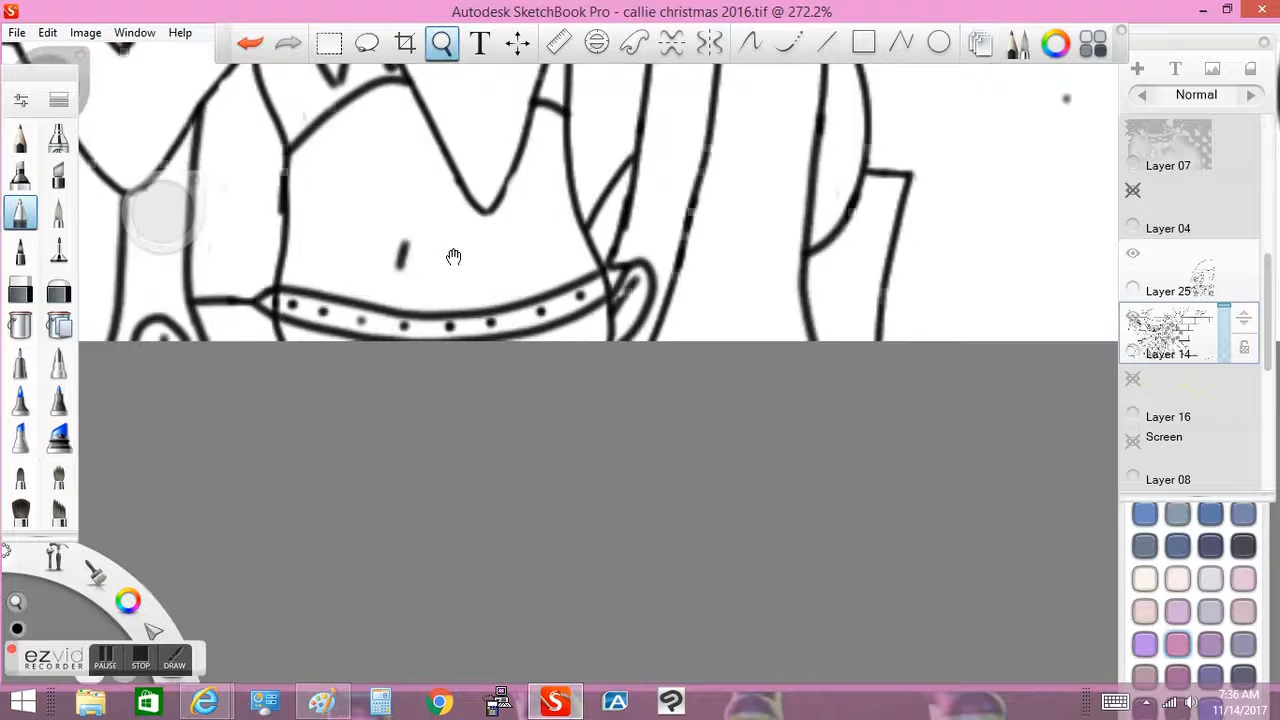 Autodesk SketchBook Pro - callie christmas 2016.tif @ 272.2%
File Edit Image Window Help
Normal
Layer 07
Layer 04
Layer 25
Layer 14
Layer 16
Screen
Layer 08
ezvid
RECORDER
PAUSE
STOP
DRAW
7:36 AM
11/14/2017